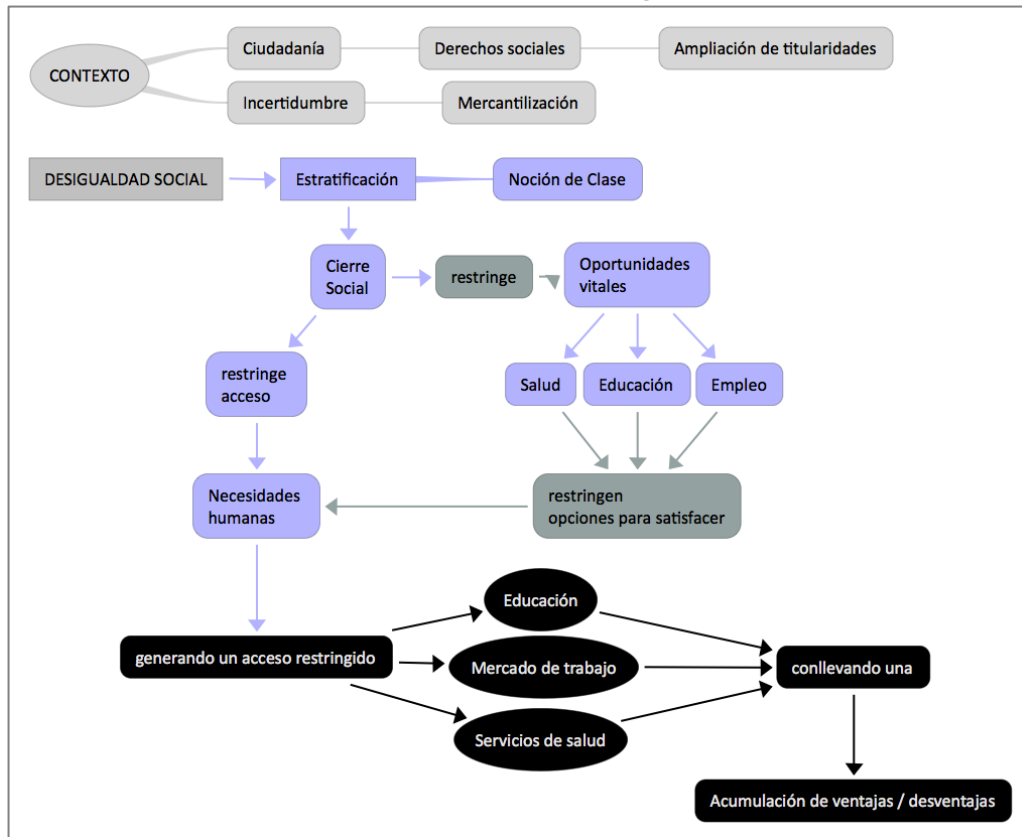 Ciudadanía
Derechos sociales
Ampliación de titularidades
CONTEXTO
Incertidumbre
Mercantilización
DESIGUALDAD SOCIAL
Estratificación
Noción de Clase
Cierre
Social
restringe
Oportunidades
vitales
restringe
acceso
Salud
Educación
Empleo
Necesidades
humanas
restringen
opciones para satisfacer
Educación
generando un acceso restringido
Mercado de trabajo
conllevando una
Servicios de salud
Acumulación de ventajas / desventajas